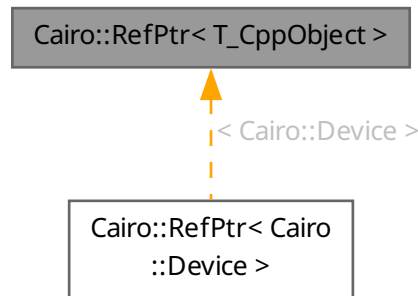 Cairo::RefPtr< T_CppObject >
< Cairo::Device >
Cairo::RefPtr< Cairo
::Device >